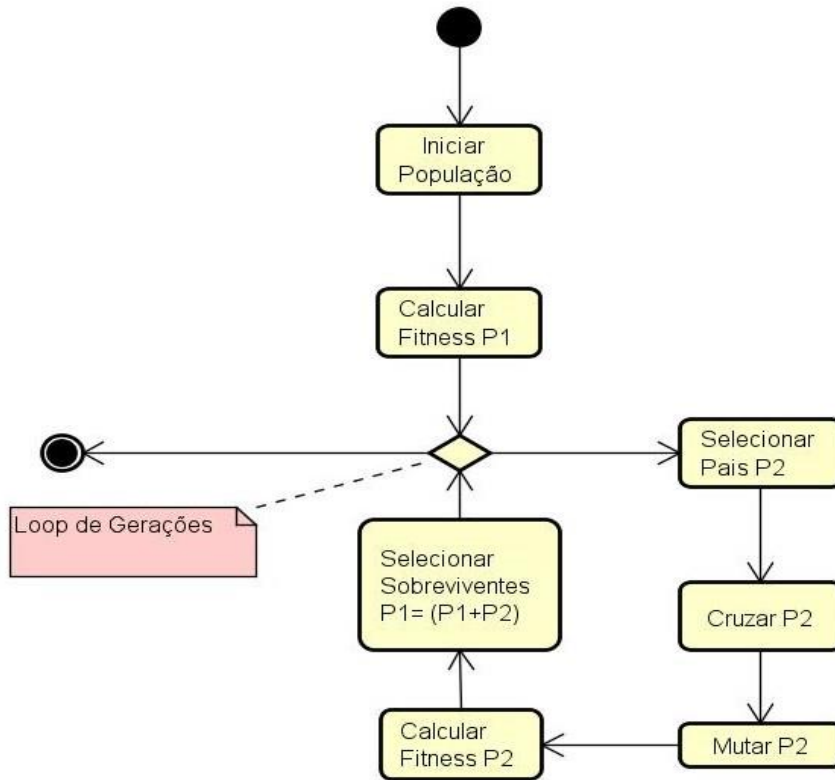 Iniciar
População
Calcular
Fitness P1
Selecionar
Pais P2
Loop de Gerações
Selecionar
Sobreviventes
P1= (P1+P2)
Cruzar P2
Calcular
Fitness P2
Mutar P2